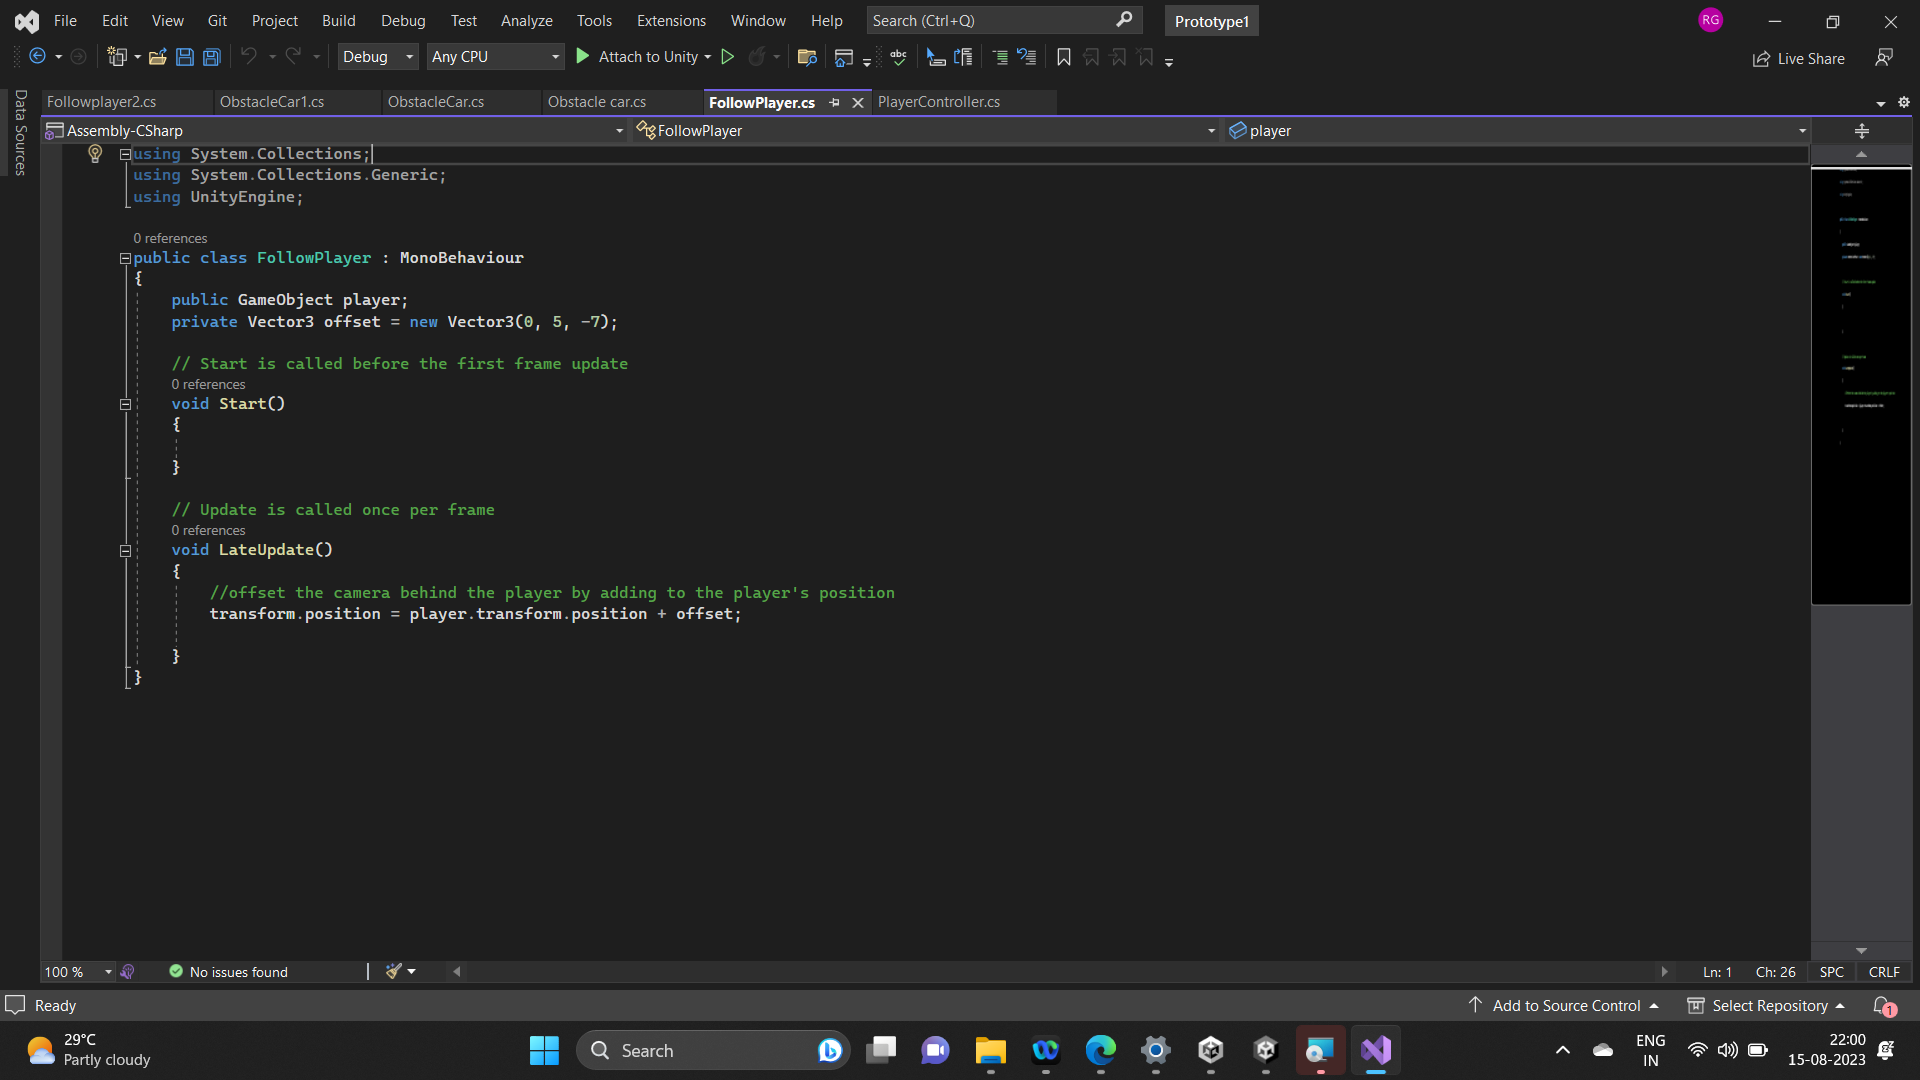 File Edit View Git Project Build Debug Test Analyze Tools Extensions Window Help Search (Ctrl+Q) Prototype1 RG
Debug Any CPU Attach to Unity Live Share
Data Sources
Followplayer2.cs ObstacleCar1.cs ObstacleCar.cs Obstacle car.cs FollowPlayer.cs PlayerController.cs
Assembly-CSharp FollowPlayer player
using System.Collections;
using System.Collections.Generic;
using UnityEngine;
0 references
public class FollowPlayer : MonoBehaviour
{
public GameObject player;
private Vector3 offset = new Vector3(0, 5, -7);
// Start is called before the first frame update
0 references
void Start()
{
}
// Update is called once per frame
0 references
void LateUpdate()
{
//offset the camera behind the player by adding to the player's position
transform.position = player.transform.position + offset;
}
}
100 % No issues found Ln: 1 Ch: 26 SPC CRLF
Ready Add to Source Control Select Repository 1
29°C
Partly cloudy
Search
ENG
IN
22:00
15-08-2023